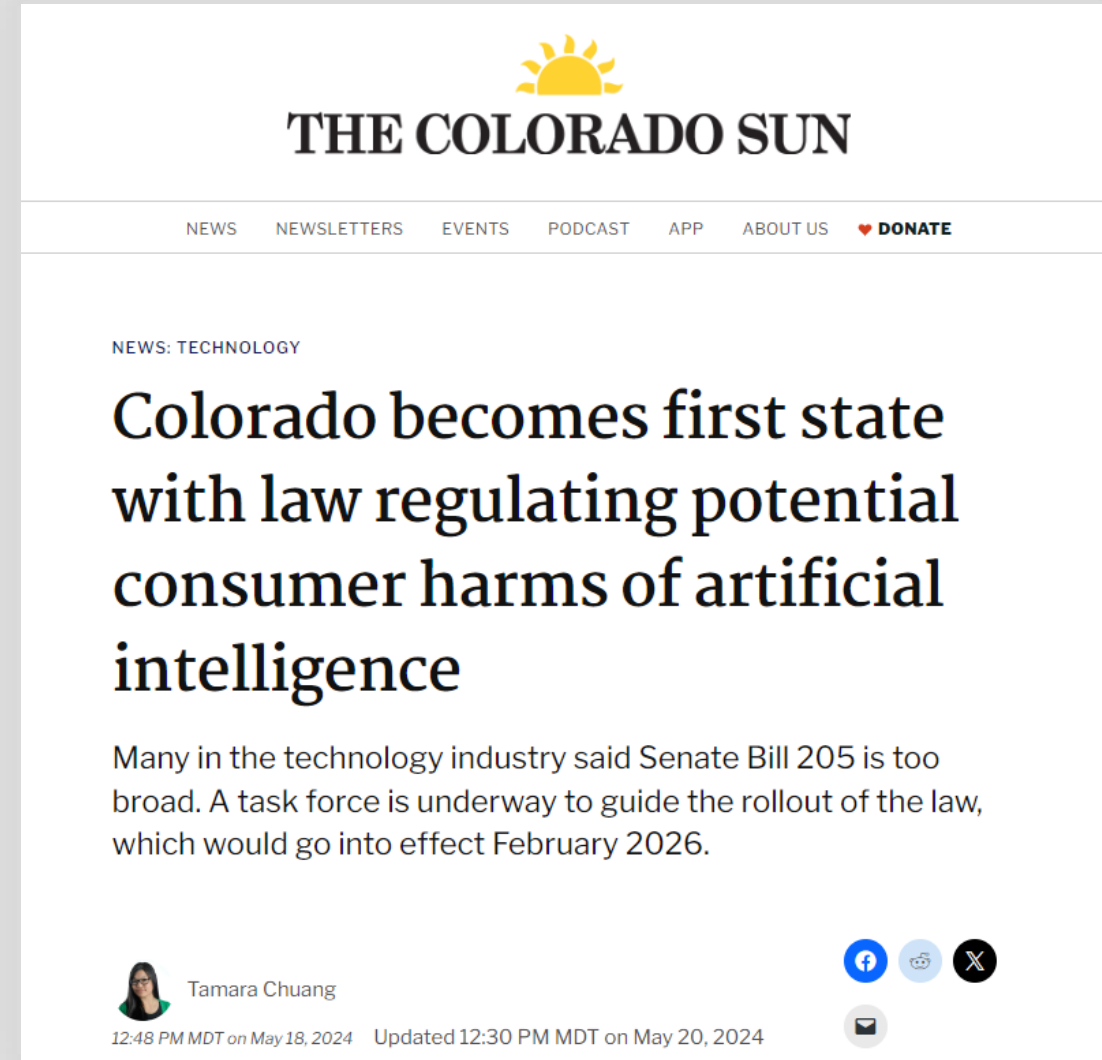 THE COLORADO SUN
NEWS NEWSLETTERS EVENTS PODCAST APP ABOUT US DONATE
NEWS: TECHNOLOGY
Colorado becomes first state
with law regulating potential
consumer harms of artificial
intelligence
Many in the technology industry said Senate Bill 205 is too
broad. A task force is underway to guide the rollout of the law,
which would go into effect February 2026.
Tamara Chuang
12:48 PM MDT on May 18, 2024 Updated 12:30 PM MDT on May 20, 2024